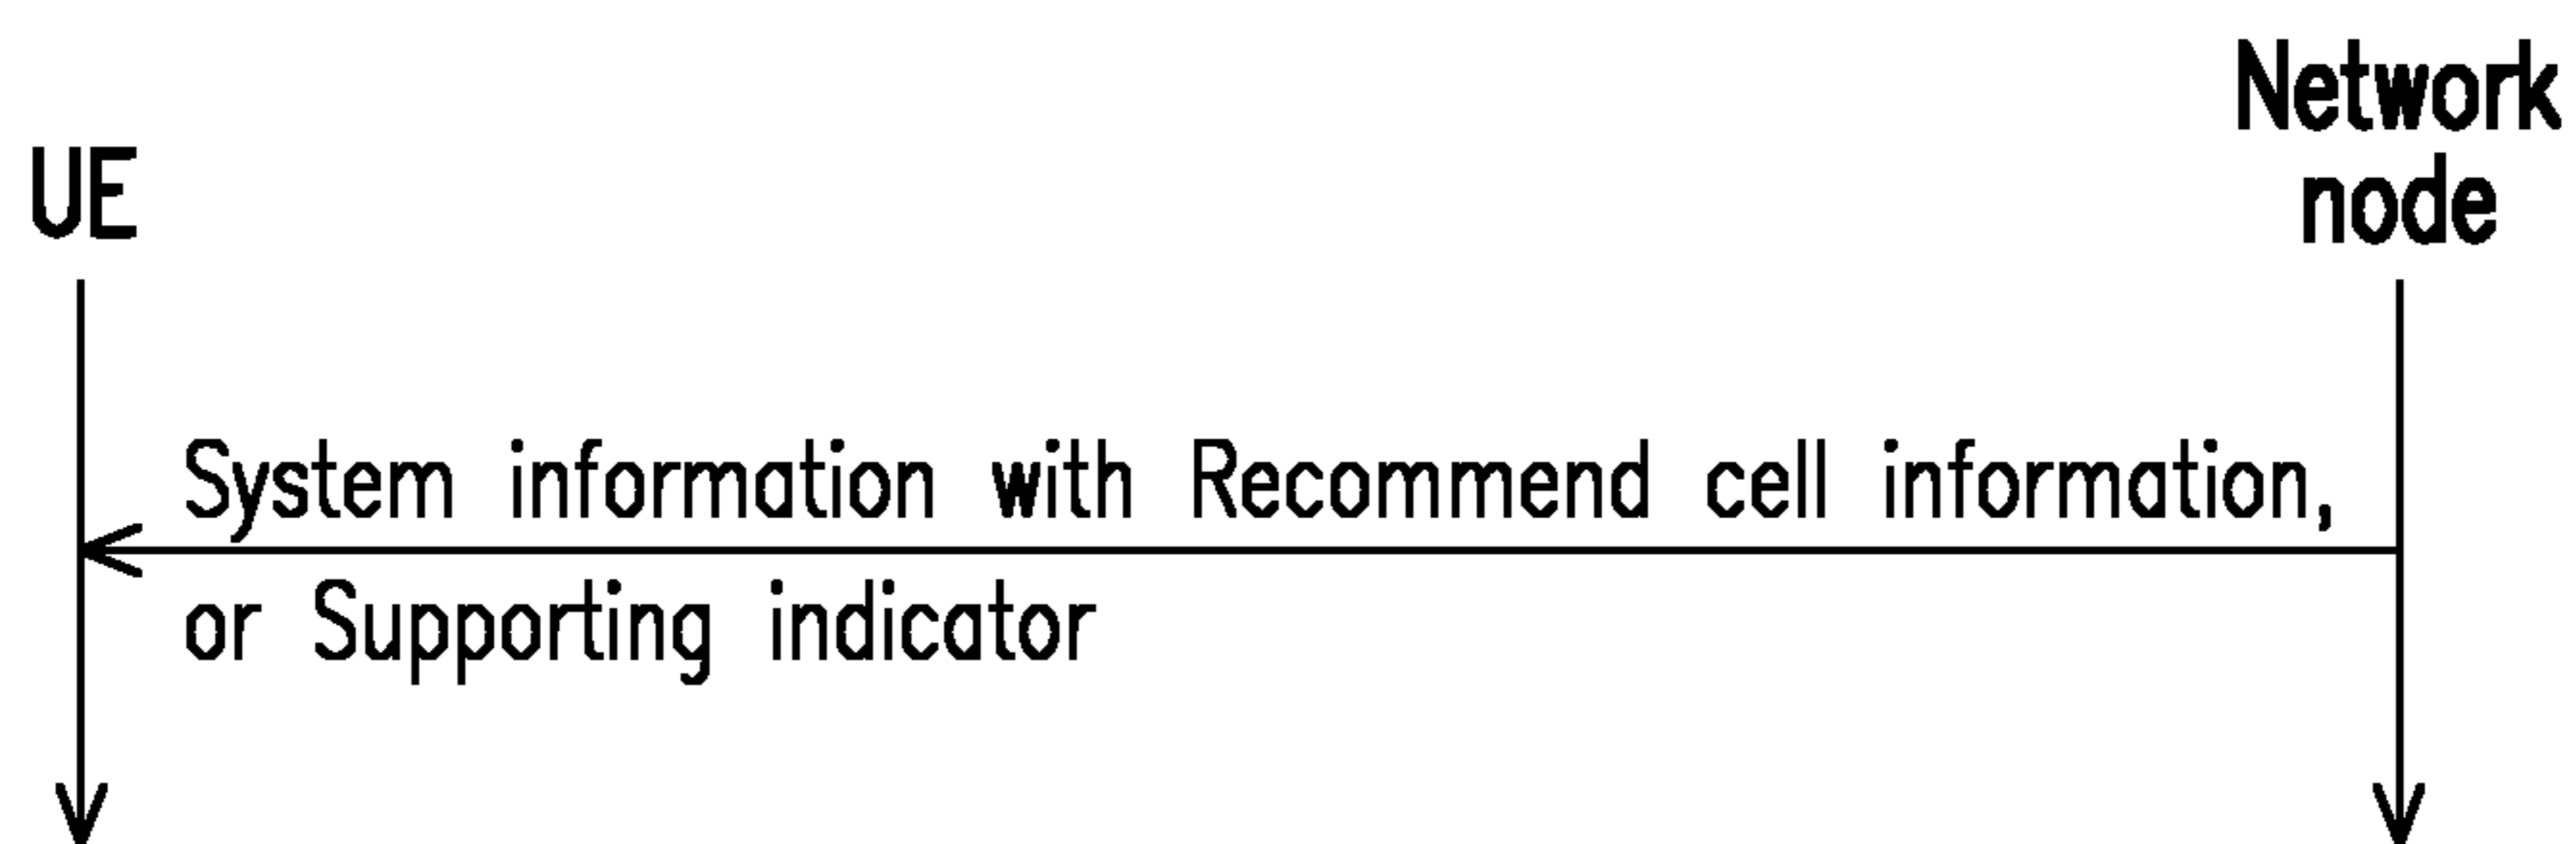 Network
node
UE
System information with Recommend cell information,
or Supporting indicator